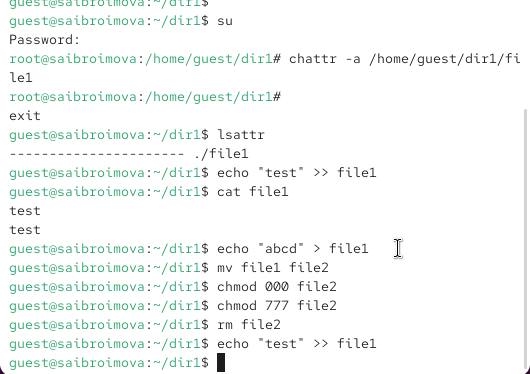 guest@saibroimova:~/dir1$
guest@saibroimova:~/dir1$ su
Password:
root@saibroimova:/home/guest/dir1# chattr -a /home/guest/dir1/fi
le1
root@saibroimova:/home/guest/dir1#
exit
guest@saibroimova:~/dir1$ lsattr
---------------------- ./file1
guest@saibroimova:~/dir1$ echo "test" >> file1
guest@saibroimova:~/dir1$ cat file1
test
test
guest@saibroimova:~/dir1$ echo "abcd" > file1
guest@saibroimova:~/dir1$ mv file1 file2
guest@saibroimova:~/dir1$ chmod 000 file2
guest@saibroimova:~/dir1$ chmod 777 file2
guest@saibroimova:~/dir1$ rm file2
guest@saibroimova:~/dir1$ echo "test" >> file1
guest@saibroimova:~/dir1$